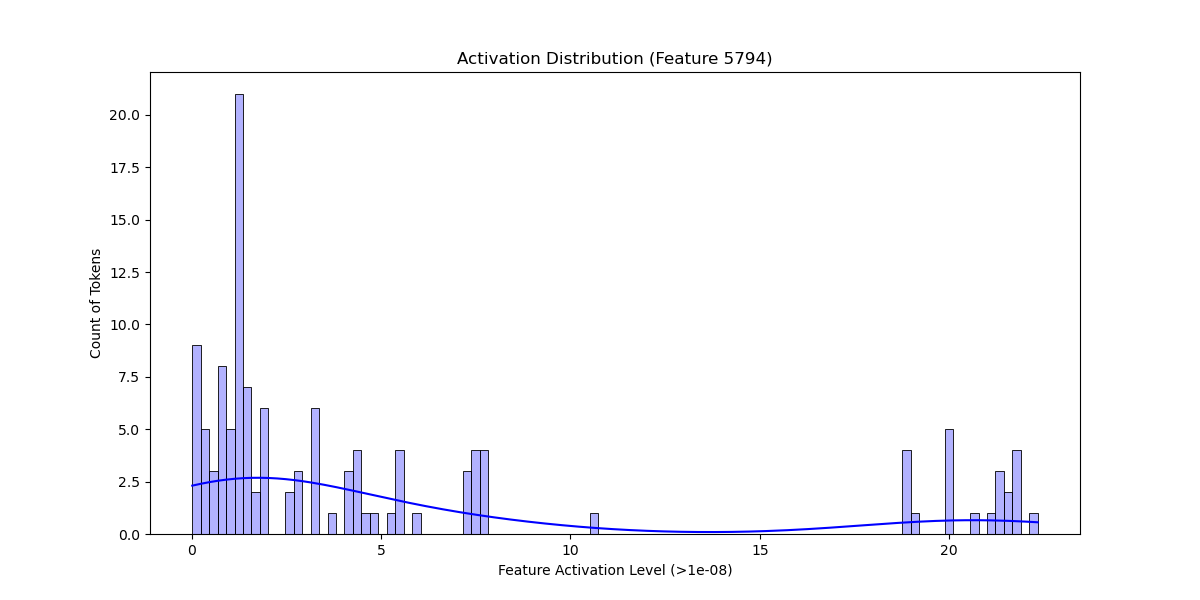 Activation Distribution (Feature 5794)
Count of Tokens
20.0
17.5
15.0
12.5
10.0
7.5
5.0
2.5
0.0
0 5 10 15 20
Feature Activation Level (>1e-08)